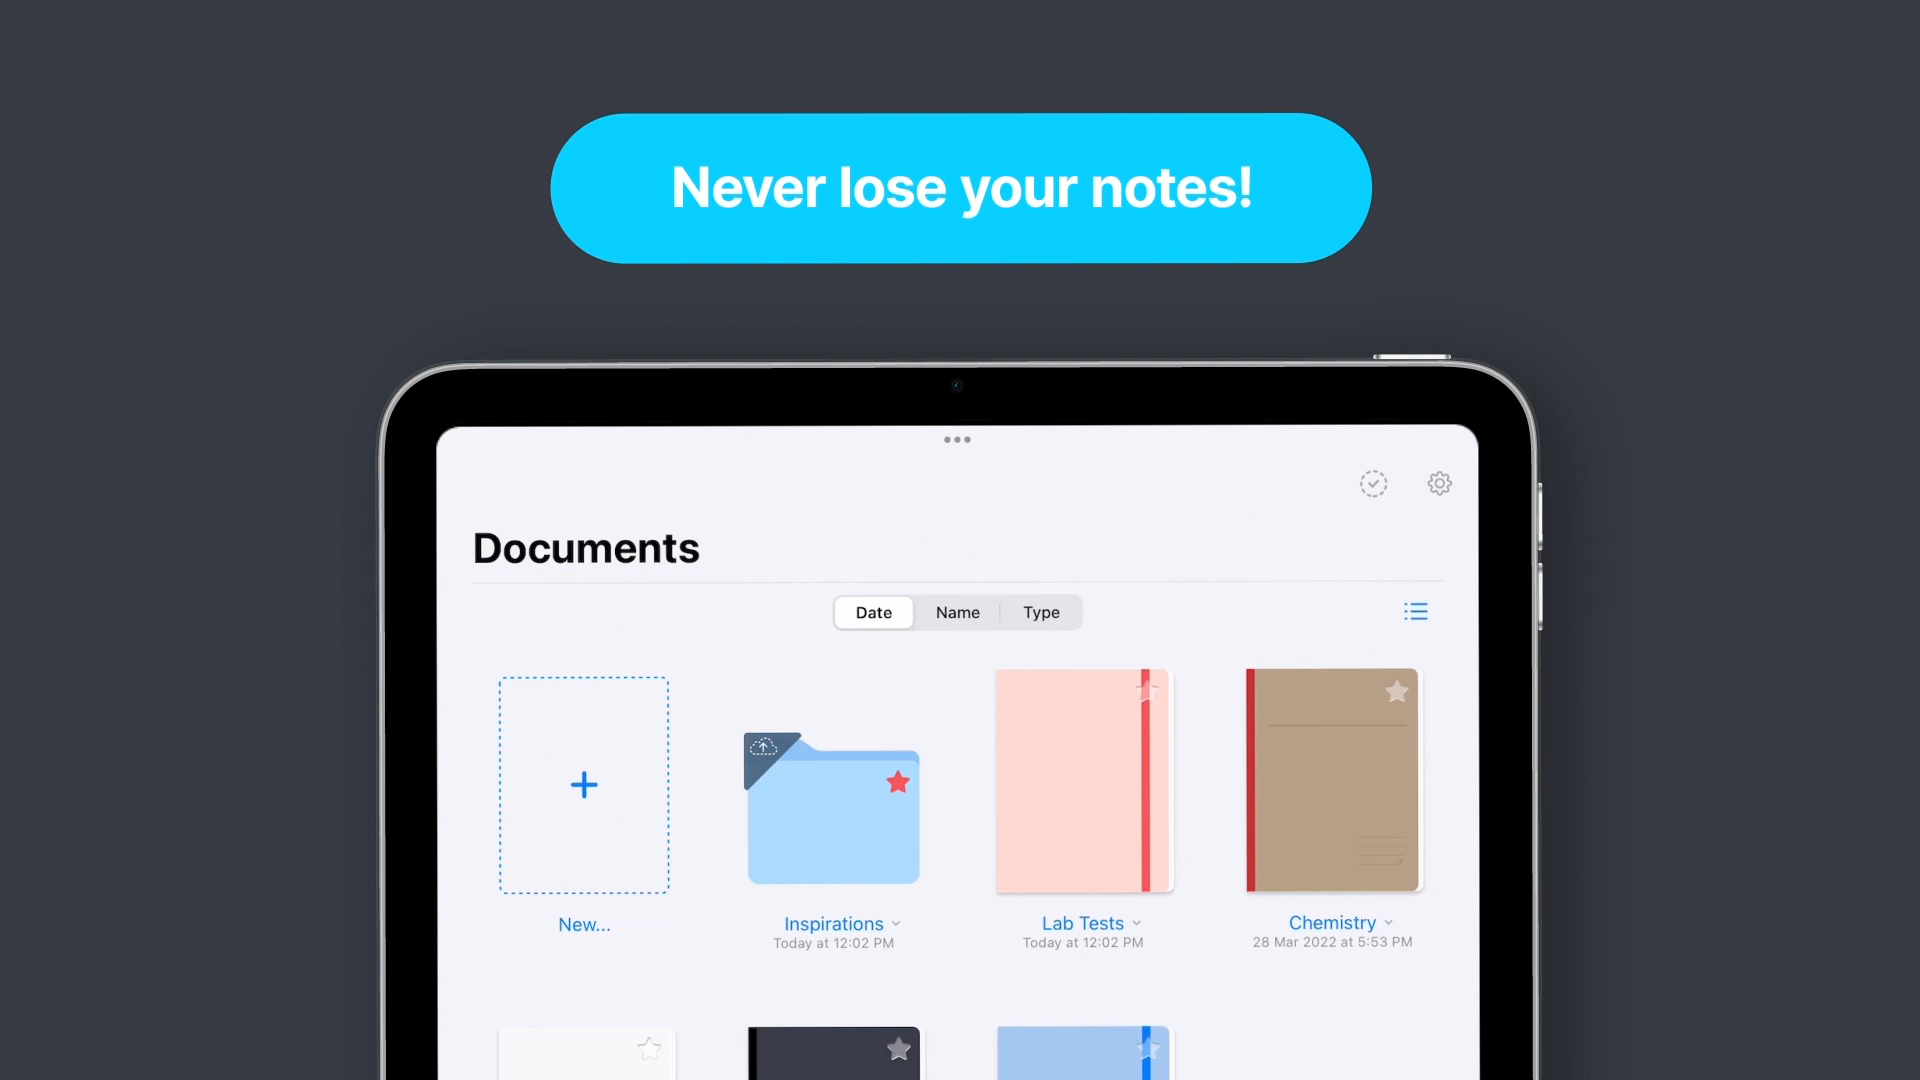 Never lose your notes!
Documents
Date Name Type
New... Inspirations Lab Tests Chemistry
Today at 12:02 PM Today at 12:02 PM 28 Mar 2022 at 5:53 PM